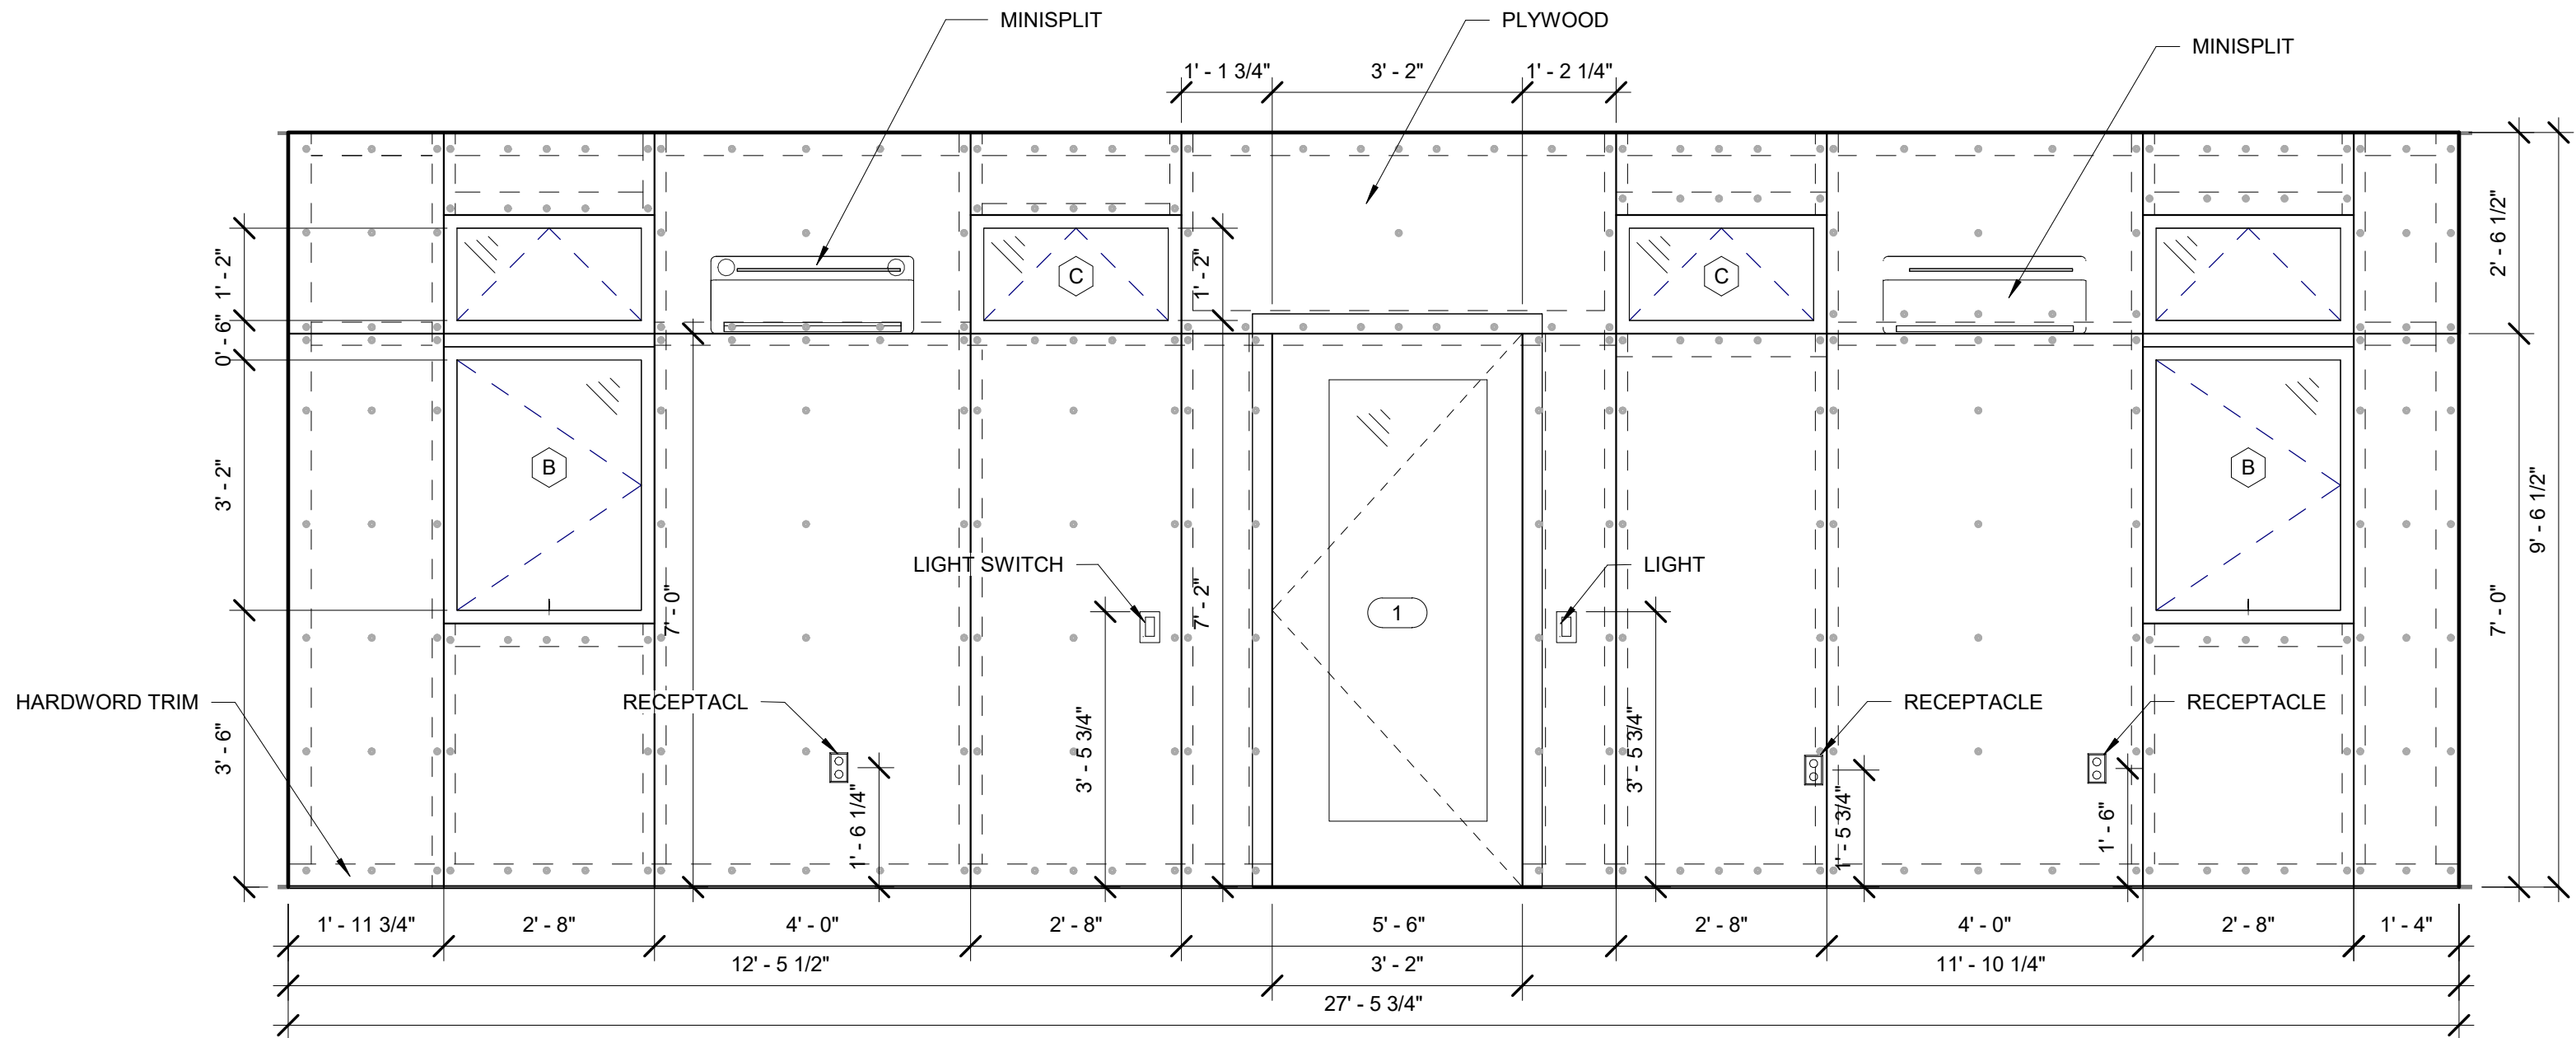 MINISPLIT
PLYWOOD
MINISPLIT
1' - 1 3/4"
3' - 2"
1' - 2 1/4"
2' - 6 1/2"
1' - 2"
C
1' - 2"
C
0' - 6"
3' - 2"
B
B
9' - 6 1/2"
LIGHT SWITCH
LIGHT
7' - 0"
7' - 2"
1
7' - 0"
HARDWORD TRIM
RECEPTACL
RECEPTACLE
RECEPTACLE
3' - 6"
3' - 5 3/4"
3' - 5 3/4"
1' - 6 1/4"
1' - 5 3/4"
1' - 6"
1' - 11 3/4"
2' - 8"
4' - 0"
2' - 8"
5' - 6"
2' - 8"
4' - 0"
2' - 8"
1' - 4"
12' - 5 1/2"
3' - 2"
11' - 10 1/4"
27' - 5 3/4"